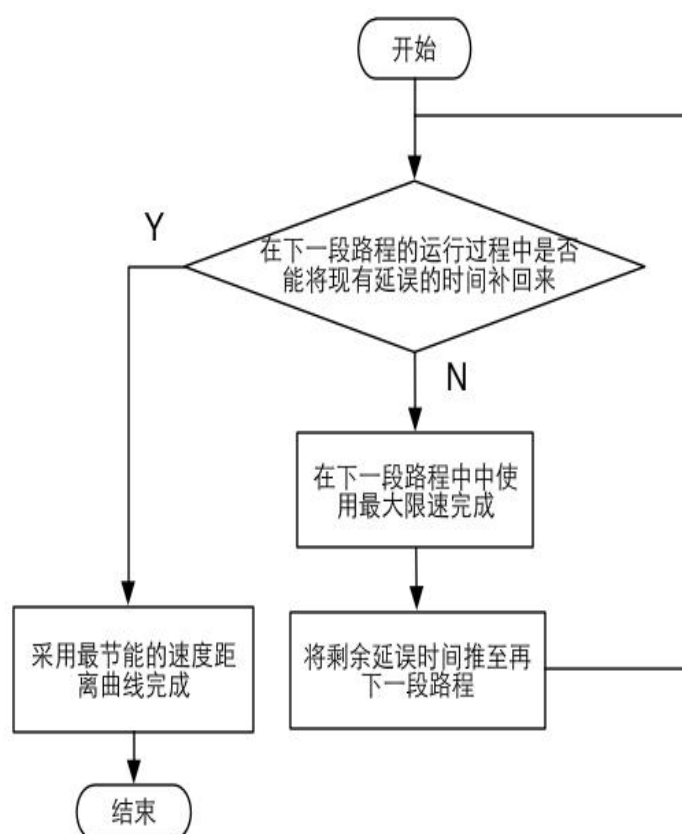 开始
Y
在下一段路程的运行过程中是否
能将现有延误的时间补回来
N
在下一段路程中中使
用最大限速完成
采用最节能的速度距
离曲线完成
将剩余延误时间推至再
下一段路程
结束